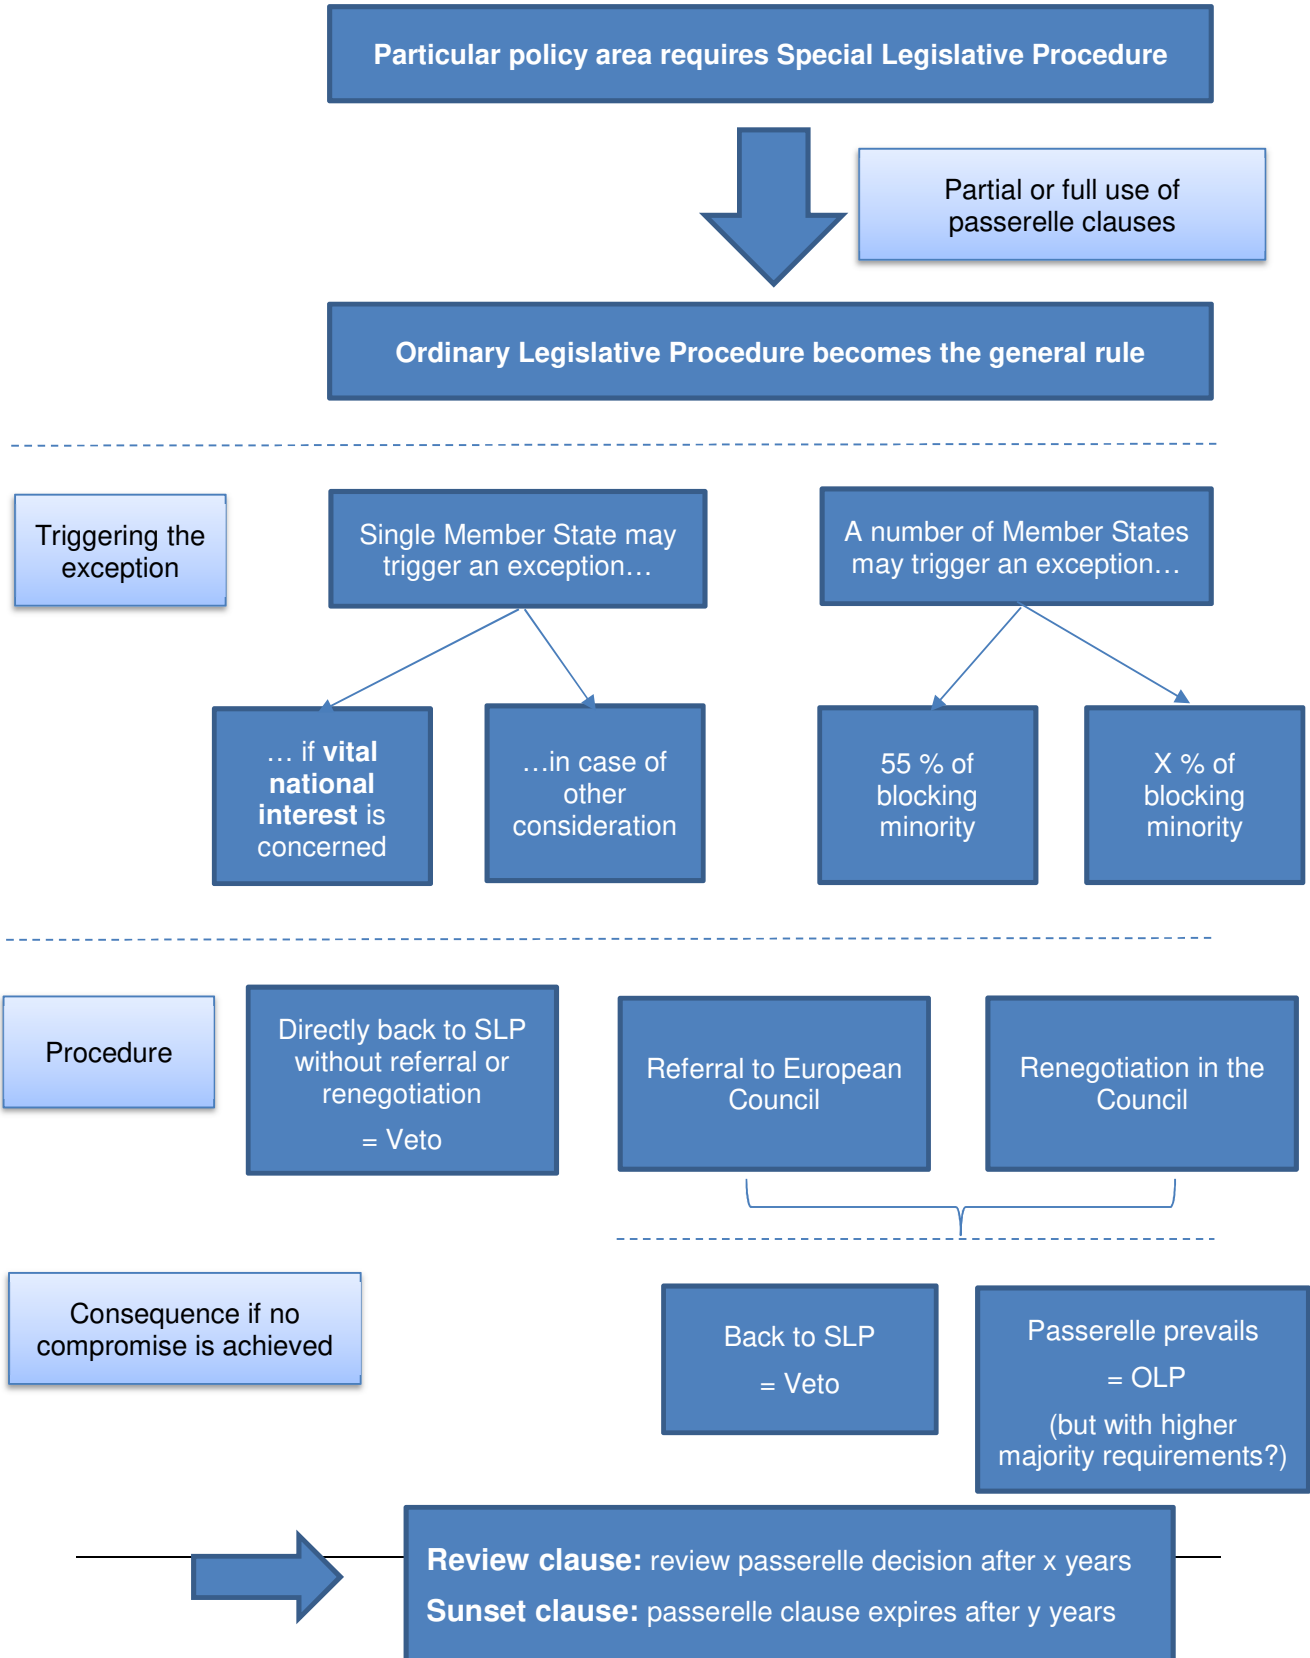 Particular policy area requires Special Legislative Procedure
Partial or full use of
passerelle clauses
Ordinary Legislative Procedure becomes the general rule
Triggering the
exception
Single Member State may
trigger an exception…
A number of Member States
may trigger an exception…
… if vital
national
interest is
concerned
…in case of
other
consideration
55 % of
blocking
minority
X % of
blocking
minority
Procedure
Directly back to SLP
without referral or
renegotiation
= Veto
Referral to European
Council
Renegotiation in the
Council
Consequence if no
compromise is achieved
Back to SLP
= Veto
Passerelle prevails
= OLP
(but with higher
majority requirements?)
Review clause: review passerelle decision after x years
Sunset clause: passerelle clause expires after y years